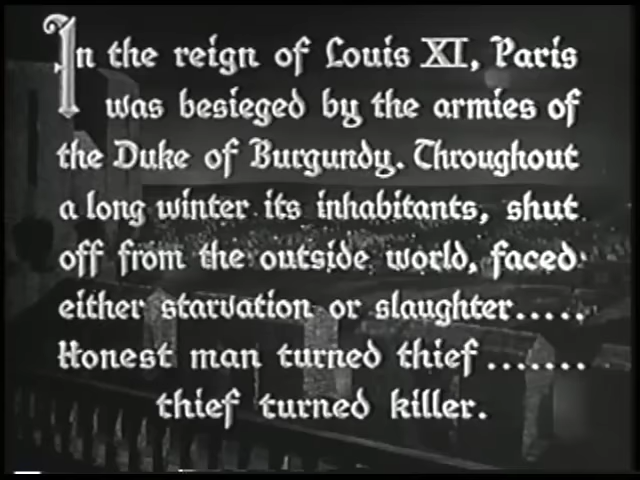 In the reign of Louis XI, Paris
was besieged by the armies of
the Duke of Burgundy. Throughout
a long winter its inhabitants, shut
off from the outside world, faced
either starvation or slaughter.....
Honest man turned thief.......
thief turned killer.